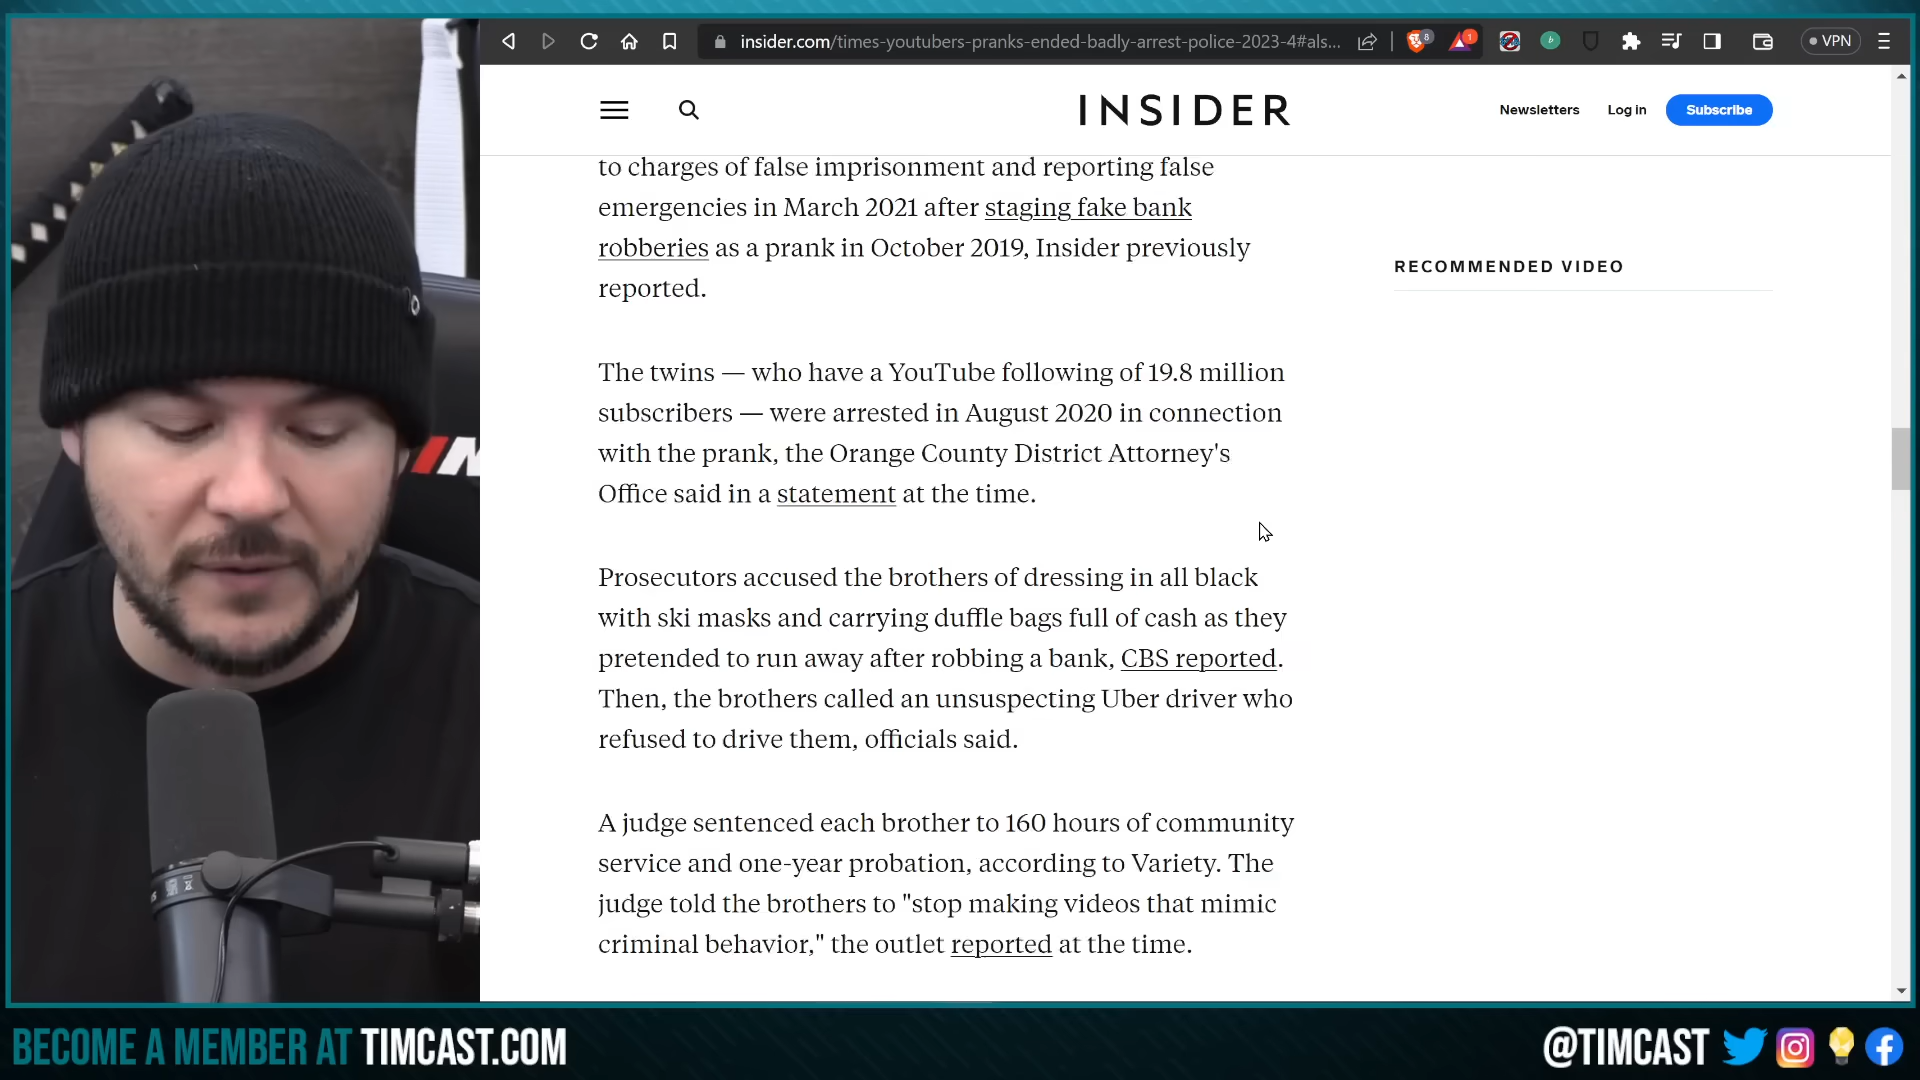 insider.com/times-youtubers-pranks-ended-badly-arrest-police-2023-4#als...
8
1
b
VPN
INSIDER
Newsletters
Log in
Subscribe
to charges of false imprisonment and reporting false
emergencies in March 2021 after staging fake bank
robberies as a prank in October 2019, Insider previously
reported.
RECOMMENDED VIDEO
The twins — who have a YouTube following of 19.8 million
subscribers — were arrested in August 2020 in connection
with the prank, the Orange County District Attorney's
Office said in a statement at the time.
Prosecutors accused the brothers of dressing in all black
with ski masks and carrying duffle bags full of cash as they
pretended to run away after robbing a bank, CBS reported.
Then, the brothers called an unsuspecting Uber driver who
refused to drive them, officials said.
A judge sentenced each brother to 160 hours of community
service and one-year probation, according to Variety. The
judge told the brothers to "stop making videos that mimic
criminal behavior," the outlet reported at the time.
BECOME A MEMBER AT TIMCAST.COM
@TIMCAST